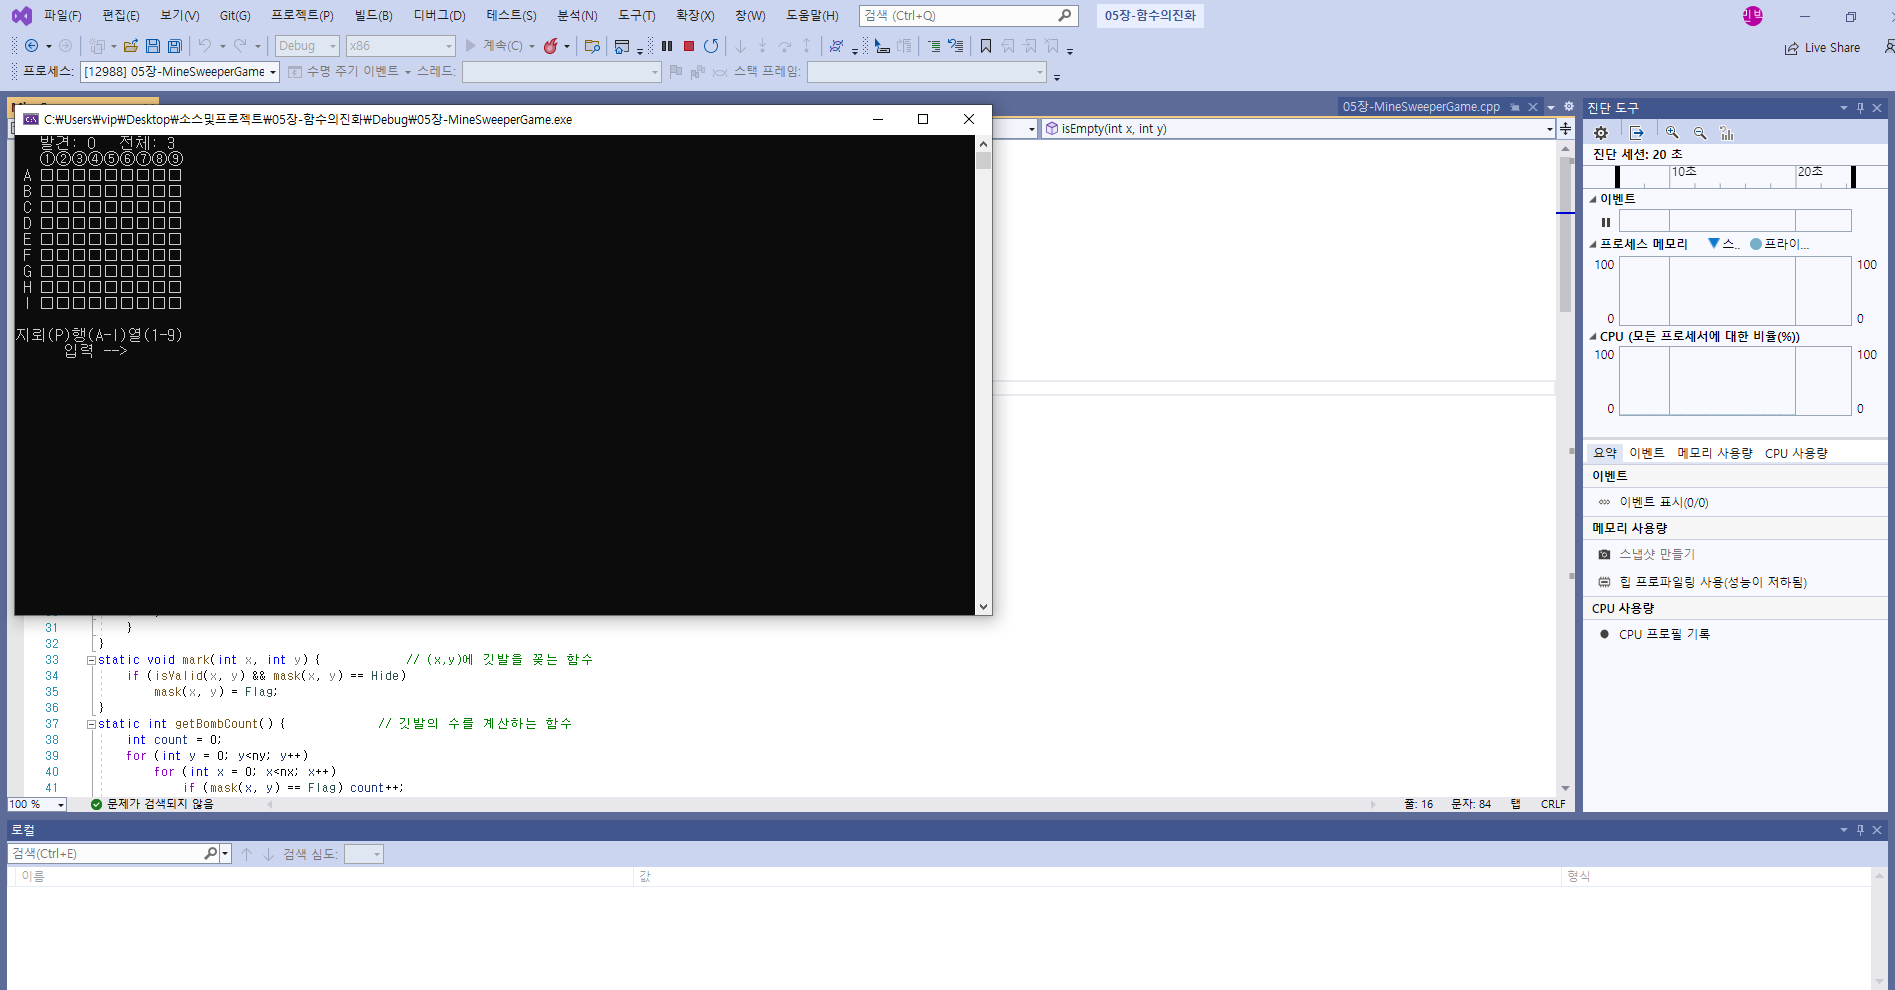 파일(F) 편집(E) 보기(V) Git(G) 프로젝트(P) 빌드(B) 디버그(D) 테스트(S) 분석(N) 도구(T) 확장(X) 창(W) 도움말(H) 검색 (Ctrl+Q) 05장-함수의진화 민빅
Debug x86 계속(C) Live Share
프로세스: [12988] 05장-MineSweeperGame 수명 주기 이벤트 스레드: 스택 프레임:
05장-MineSweeperGame.cpp
isEmpty(int x, int y)
C:₩Users₩vip₩Desktop₩소스및프로젝트₩05장-함수의진화₩Debug₩05장-MineSweeperGame.exe
발견: 0 전체: 3
①②③④⑤⑥⑦⑧⑨
A □□□□□□□□□
B □□□□□□□□□
C □□□□□□□□□
D □□□□□□□□□
E □□□□□□□□□
F □□□□□□□□□
G □□□□□□□□□
H □□□□□□□□□
I □□□□□□□□□
지뢰(P)행(A-I)열(1-9)
입력 -->
31 }
32 }
33 static void mark(int x, int y) { // (x,y)에 깃발을 꽂는 함수
34 if (isValid(x, y) && mask(x, y) == Hide)
35 mask(x, y) = Flag;
36 }
37 static int getBombCount() { // 깃발의 수를 계산하는 함수
38 int count = 0;
39 for (int y = 0; y<ny; y++)
40 for (int x = 0; x<nx; x++)
41 if (mask(x, y) == Flag) count++;
100 % 문제가 검색되지 않음 줄: 16 문자: 84 탭 CRLF
진단 도구
진단 세션: 20 초
10초 20초
이벤트
프로세스 메모리 스.. 프라이...
100 100
0 0
CPU (모든 프로세서에 대한 비율(%))
100 100
0 0
요약 이벤트 메모리 사용량 CPU 사용량
이벤트
이벤트 표시(0/0)
메모리 사용량
스냅샷 만들기
힙 프로파일링 사용(성능이 저하됨)
CPU 사용량
CPU 프로필 기록
로컬
검색(Ctrl+E) 검색 심도:
이름 값 형식